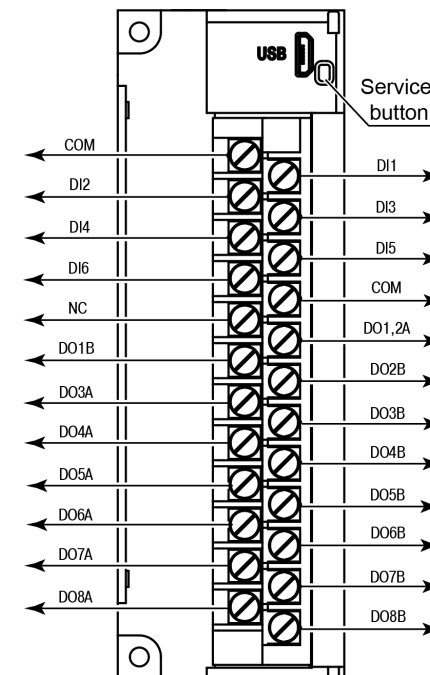 USB
Service
button
COM
DI1
DI2
DI3
DI4
DI5
DI6
COM
NC
DO1,2A
DO1B
DO2B
DO3A
DO3B
DO4A
DO4B
DO5A
DO5B
DO6A
DO6B
DO7A
DO7B
DO8A
DO8B